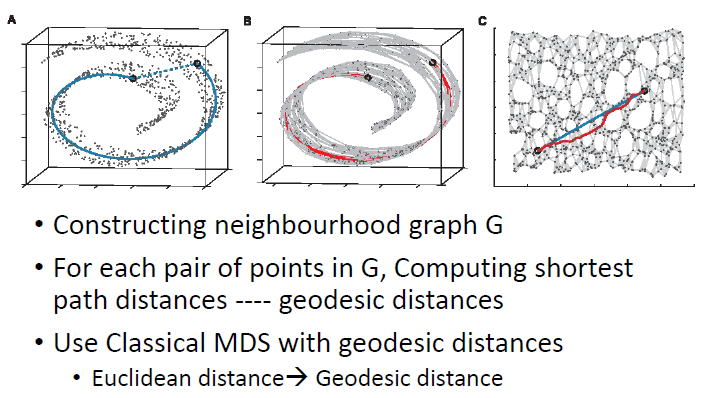 A
B
C
• Constructing neighbourhood graph G
• For each pair of points in G, Computing shortest
path distances ---- geodesic distances
• Use Classical MDS with geodesic distances
• Euclidean distance→ Geodesic distance